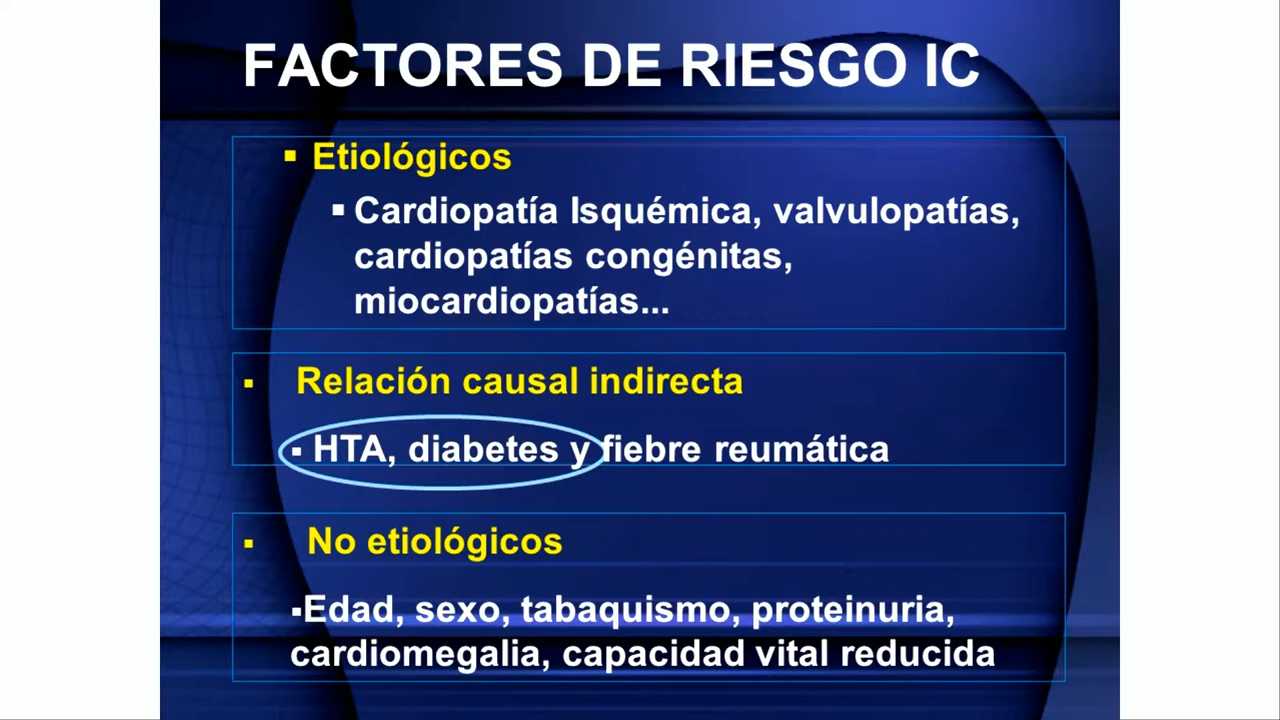 FACTORES DE RIESGO IC
▪ Etiológicos
▪ Cardiopatía Isquémica, valvulopatías,
cardiopatías congénitas,
miocardiopatías...
▪ Relación causal indirecta
▪ HTA, diabetes y fiebre reumática
▪ No etiológicos
▪Edad, sexo, tabaquismo, proteinuria,
cardiomegalia, capacidad vital reducida